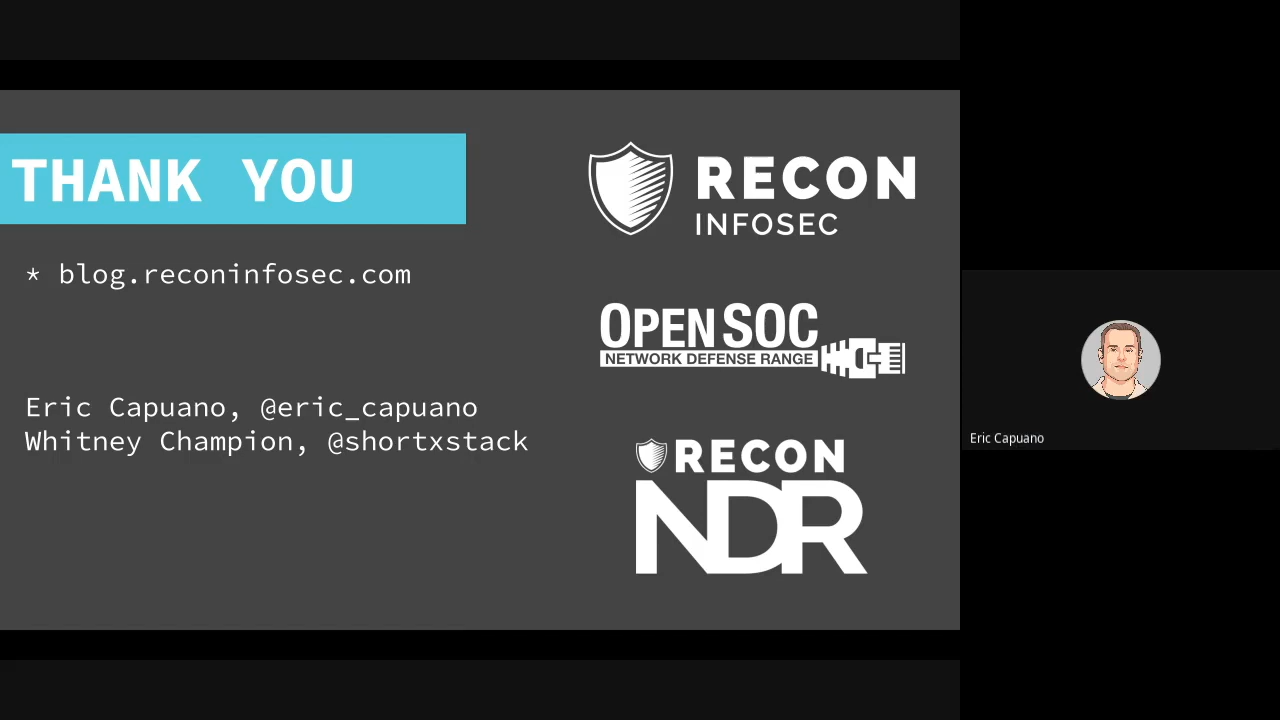 THANK YOU
* blog.reconinfosec.com
Eric Capuano, @eric_capuano
Whitney Champion, @shortxstack
RECON
INFOSEC
OPEN SOC
NETWORK DEFENSE RANGE
RECON
NDR
Eric Capuano